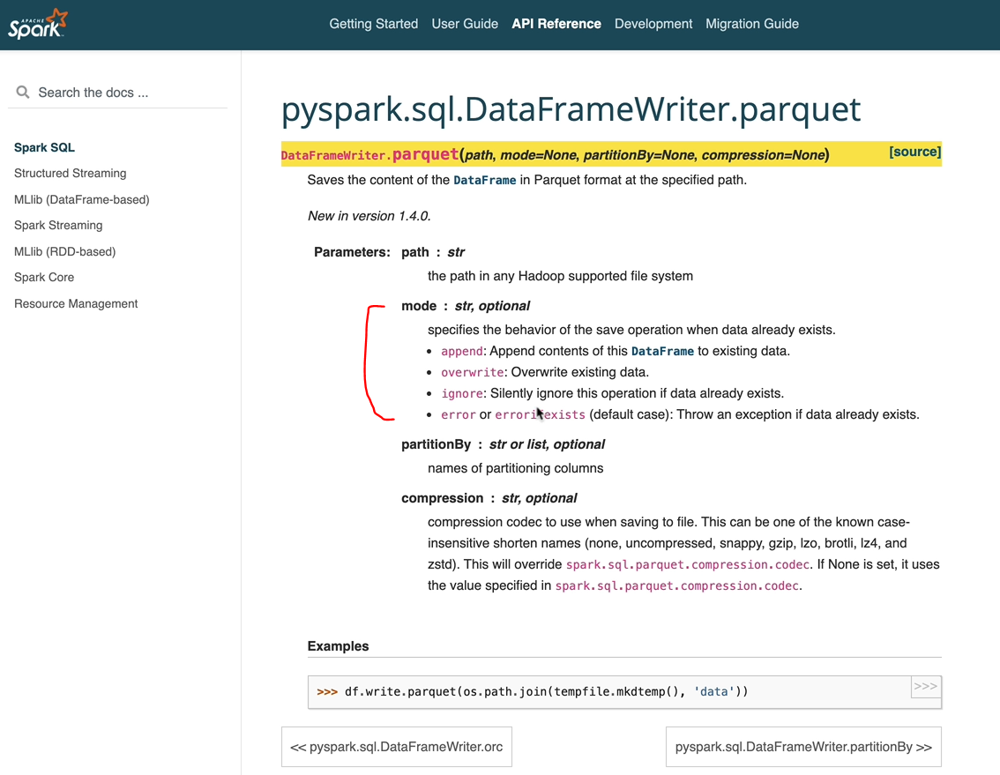 APACHE
Spark
Getting Started User Guide API Reference Development Migration Guide
Search the docs ...
Spark SQL
Structured Streaming
MLlib (DataFrame-based)
Spark Streaming
MLlib (RDD-based)
Spark Core
Resource Management
pyspark.sql.DataFrameWriter.parquet
DataFrameWriter.parquet(path, mode=None, partitionBy=None, compression=None) [source]
Saves the content of the DataFrame in Parquet format at the specified path.
New in version 1.4.0.
Parameters: path : str
the path in any Hadoop supported file system
mode : str, optional
specifies the behavior of the save operation when data already exists.
• append: Append contents of this DataFrame to existing data.
• overwrite: Overwrite existing data.
• ignore: Silently ignore this operation if data already exists.
• error or errorifexists (default case): Throw an exception if data already exists.
partitionBy : str or list, optional
names of partitioning columns
compression : str, optional
compression codec to use when saving to file. This can be one of the known case-
insensitive shorten names (none, uncompressed, snappy, gzip, lzo, brotli, lz4, and
zstd). This will override spark.sql.parquet.compression.codec. If None is set, it uses
the value specified in spark.sql.parquet.compression.codec.
Examples
>>> df.write.parquet(os.path.join(tempfile.mkdtemp(), 'data')) >>>
<< pyspark.sql.DataFrameWriter.orc pyspark.sql.DataFrameWriter.partitionBy >>